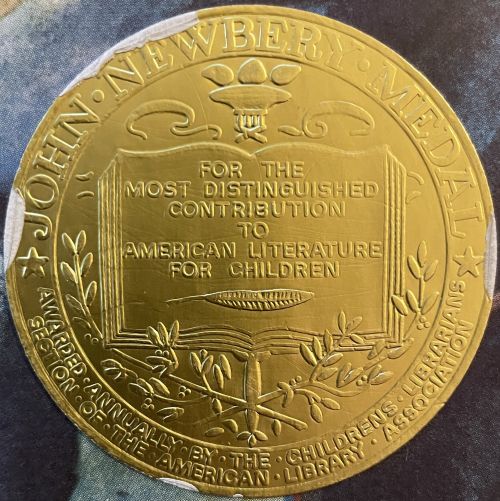 JOHN · NEWBERY · MEDAL
FOR THE
MOST DISTINGUISHED
CONTRIBUTION
TO
AMERICAN LITERATURE
FOR CHILDREN
AWARDED · ANNUALLY · BY · THE · CHILDRENS · LIBRARIANS
SECTION · OF · THE · AMERICAN · LIBRARY · ASSOCIATION